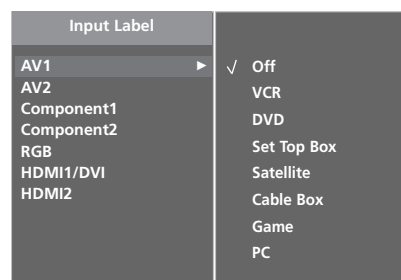 Input Label
AV1 ►
AV2
Component1
Component2
RGB
HDMI1/DVI
HDMI2
√ Off
VCR
DVD
Set Top Box
Satellite
Cable Box
Game
PC